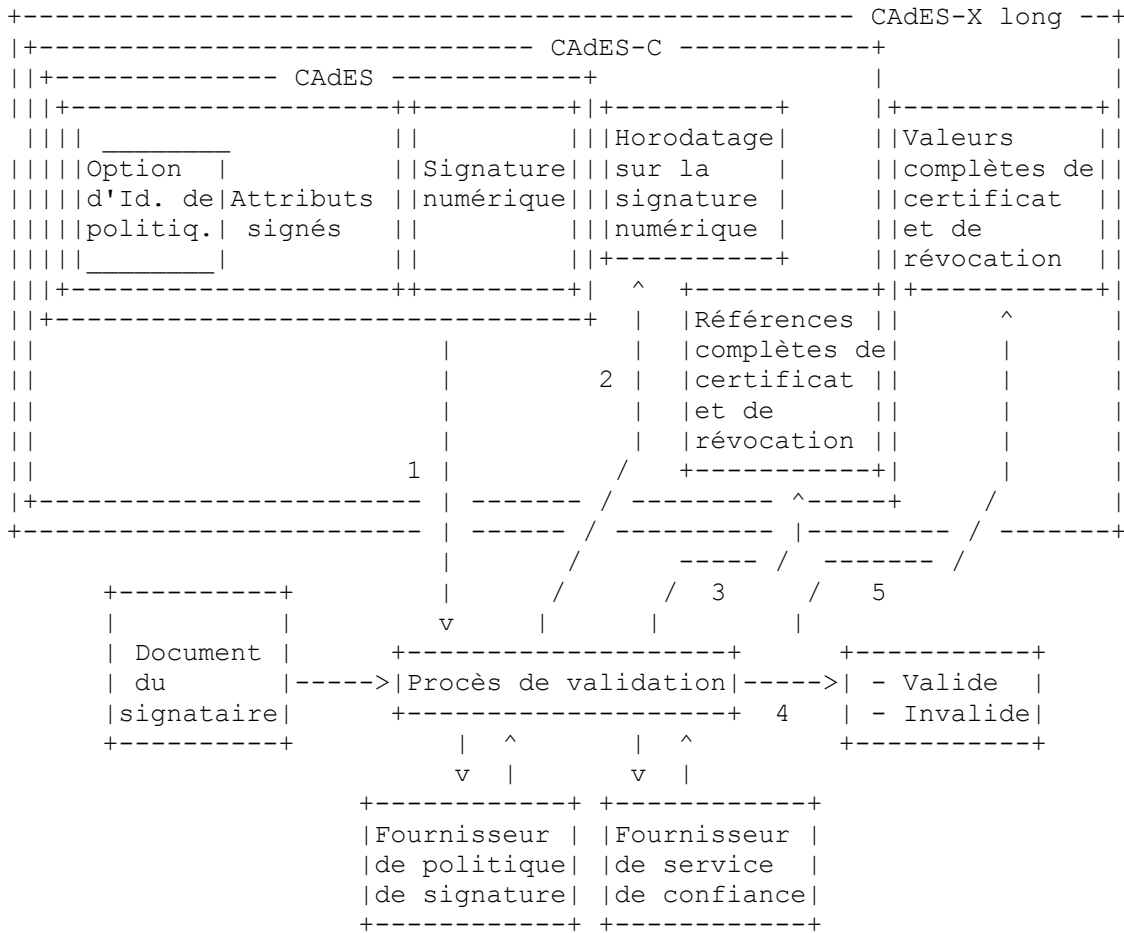 +----------------------------------------------------- CAdES-X long --+
|+------------------------------- CAdES-C ------------+              |
||+-------------- CAdES ------------+                 |              |
|||+--------------------++---------+|+----------+     |+------------+|
||||| ________          ||         |||Horodatage|     ||Valeurs     ||
|||||Option  |          ||Signature|||sur la    |     ||complètes de||
|||||d'Id. de|Attributs ||numérique|||signature |     ||certificat  ||
|||||politiq.| signés   ||         |||numérique |     ||et de       ||
|||||________|          ||         ||+----------+     ||révocation  ||
|||+--------------------++---------+|  ^  +-----------+|+-----------+|
||+---------------------------------+  |  |Références ||      ^      |
||                         |           |  |complètes de|      |      |
||                         |         2 |  |certificat ||      |      |
||                         |           |  |et de      ||      |      |
||                         |           |  |révocation ||      |      |
||                       1 |          /   +-----------+|      |      |
|+------------------------ | ------- / --------- ^-----+     /       |
+------------------------- | ------ / ---------- |--------- / -------+
|       /      ----- /  ------- /
+----------+         |      /      /  3     /   5
|          |         v     |      |        |
| Document |      +--------------------+      +-----------+
| du       |----->|Procès de validation|----->| - Valide  |
|signataire|      +--------------------+  4   | - Invalide|
+----------+          |  ^       |  ^         +-----------+
v  |       v  |
+------------+ +------------+
|Fournisseur | |Fournisseur |
|de politique| |de service  |
|de signature| |de confiance|
+------------+ +------------+